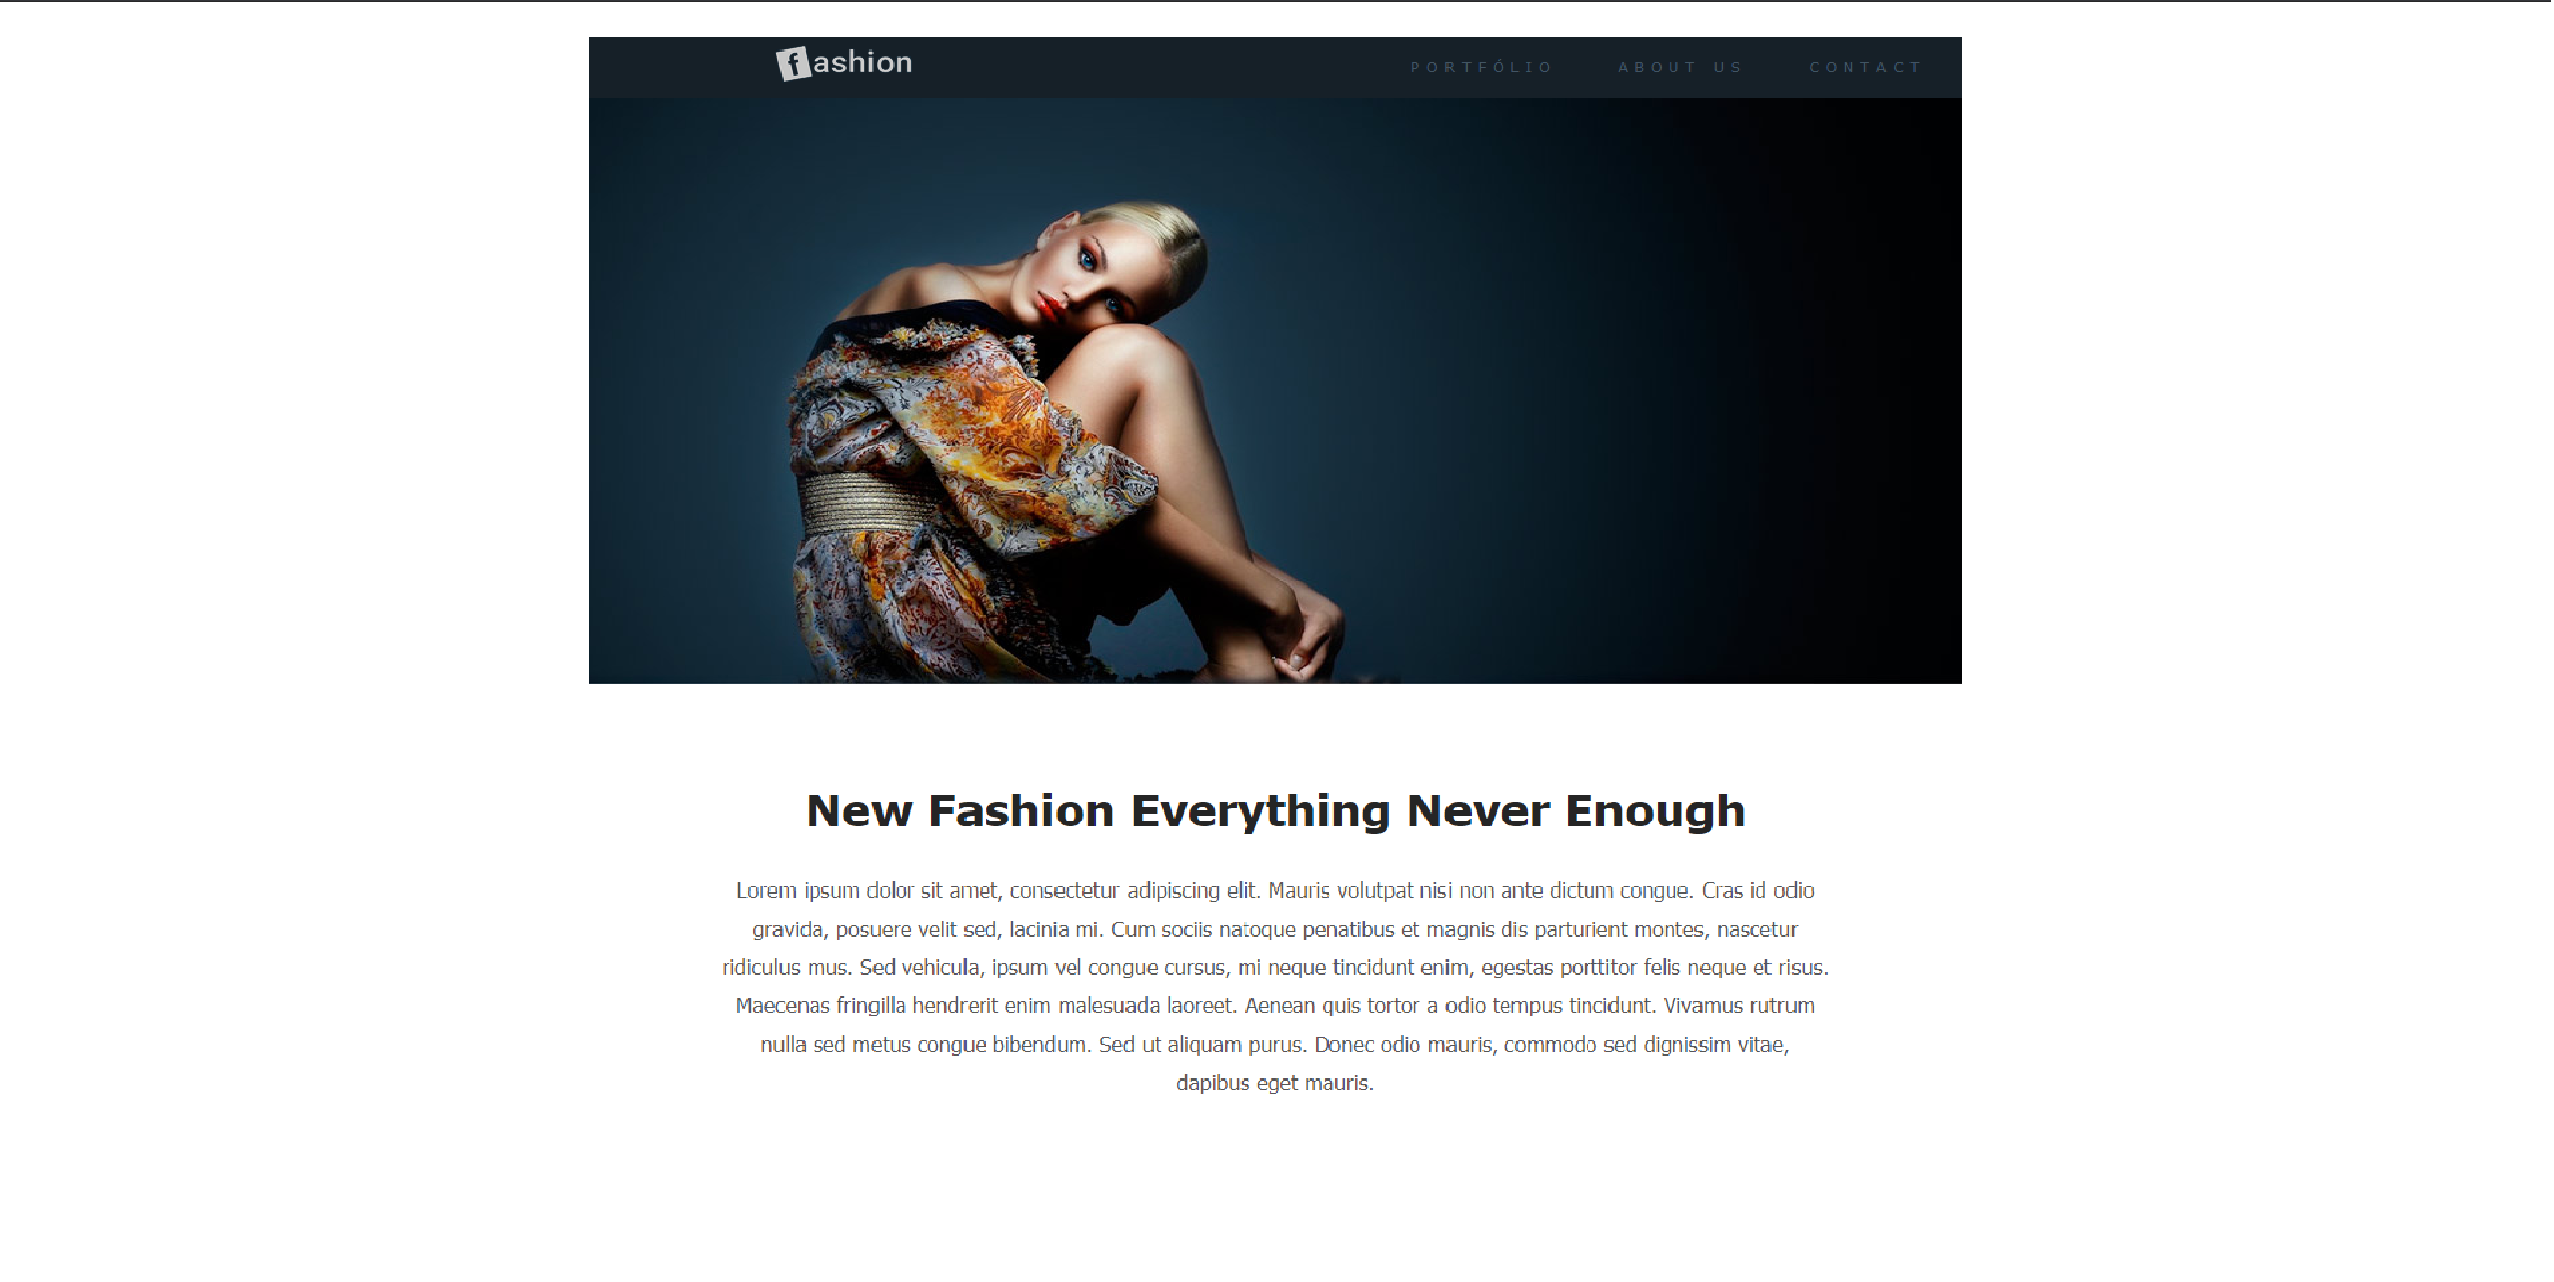 fashion
PORTFÓLIO ABOUT US CONTACT
New Fashion Everything Never Enough
Lorem ipsum dolor sit amet, consectetur adipiscing elit. Mauris volutpat nisi non ante dictum congue. Cras id odio
gravida, posuere velit sed, lacinia mi. Cum sociis natoque penatibus et magnis dis parturient montes, nascetur
ridiculus mus. Sed vehicula, ipsum vel congue cursus, mi neque tincidunt enim, egestas porttitor felis neque et risus.
Maecenas fringilla hendrerit enim malesuada laoreet. Aenean quis tortor a odio tempus tincidunt. Vivamus rutrum
nulla sed metus congue bibendum. Sed ut aliquam purus. Donec odio mauris, commodo sed dignissim vitae,
dapibus eget mauris.